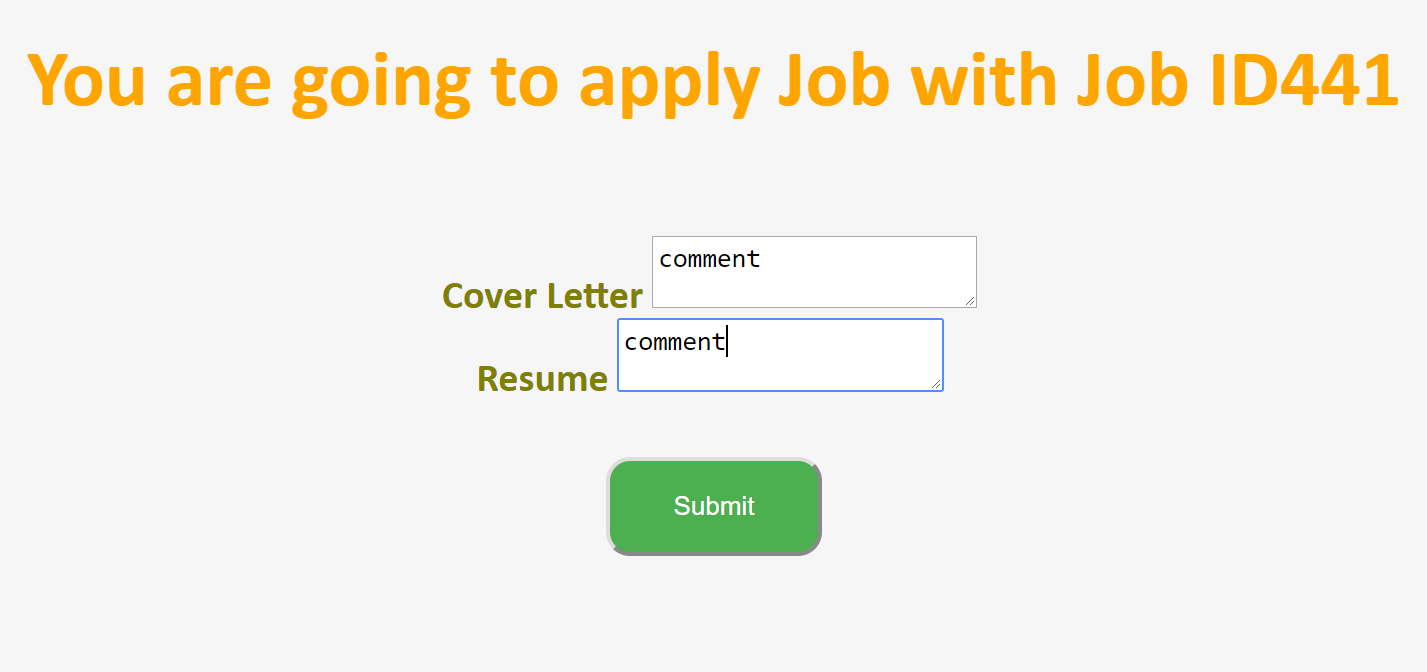 You are going to apply Job with Job ID441
comment
Cover Letter
comment
Resume
Submit